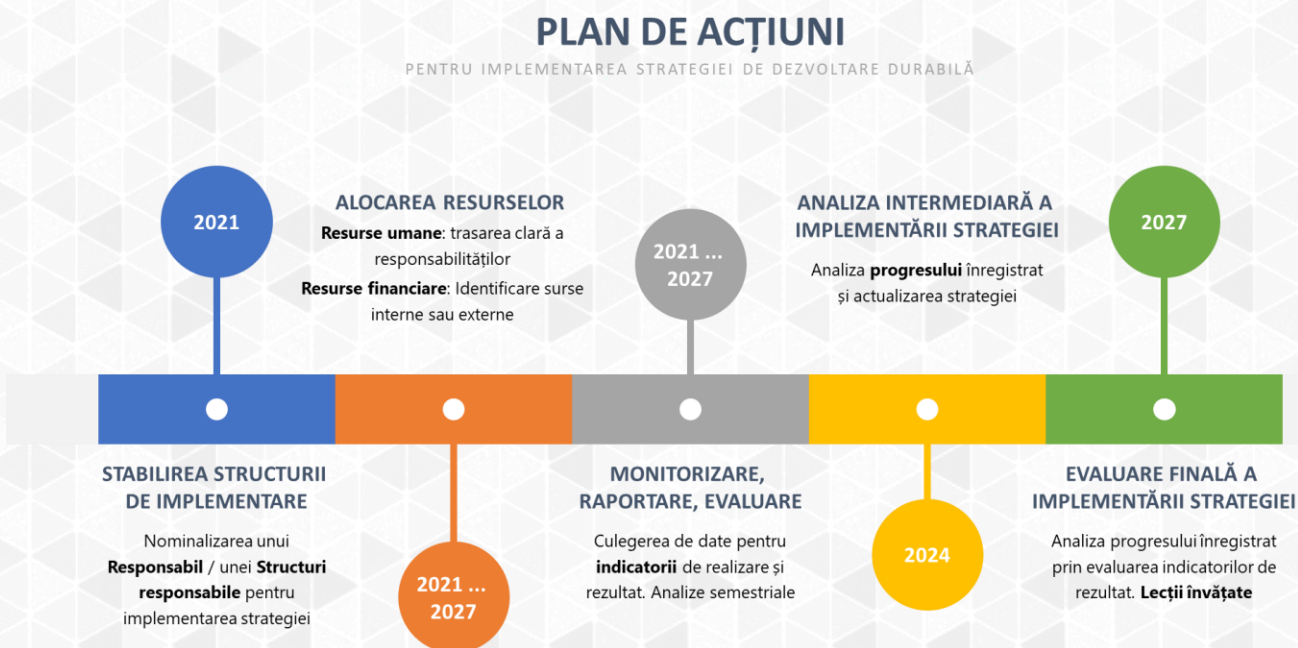 PLAN DE ACȚIUNI
PENTRU IMPLEMENTAREA STRATEGIEI DE DEZVOLTARE DURABILĂ
2021
STABILIREA STRUCTURII
DE IMPLEMENTARE
Nominalizarea unui
Responsabil / unei Structuri
responsabile pentru
implementarea strategiei
ALOCAREA RESURSELOR
Resurse umane: trasarea clară a
responsabilităților
Resurse financiare: Identificare surse
interne sau externe
2021 ...
2027
2021 ...
2027
MONITORIZARE,
RAPORTARE, EVALUARE
Culegerea de date pentru
indicatorii de realizare și
rezultat. Analize semestriale
ANALIZA INTERMEDIARĂ A
IMPLEMENTĂRII STRATEGIEI
Analiza progresului înregistrat
și actualizarea strategiei
2024
2027
EVALUARE FINALĂ A
IMPLEMENTĂRII STRATEGIEI
Analiza progresului înregistrat
prin evaluarea indicatorilor de
rezultat. Lecții învățate